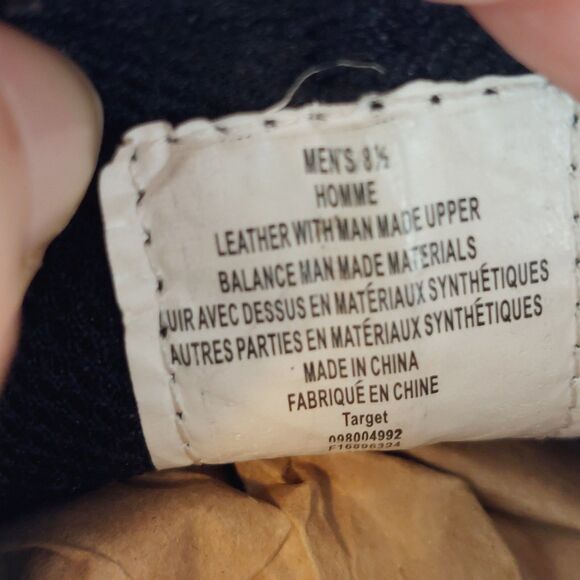 MEN'S 8½
HOMME
LEATHER WITH MAN MADE UPPER
BALANCE MAN MADE MATERIALS
CUIR AVEC DESSUS EN MATÉRIAUX SYNTHÉTIQUES
AUTRES PARTIES EN MATÉRIAUX SYNTHÉTIQUES
MADE IN CHINA
FABRIQUÉ EN CHINE
Target
098004992